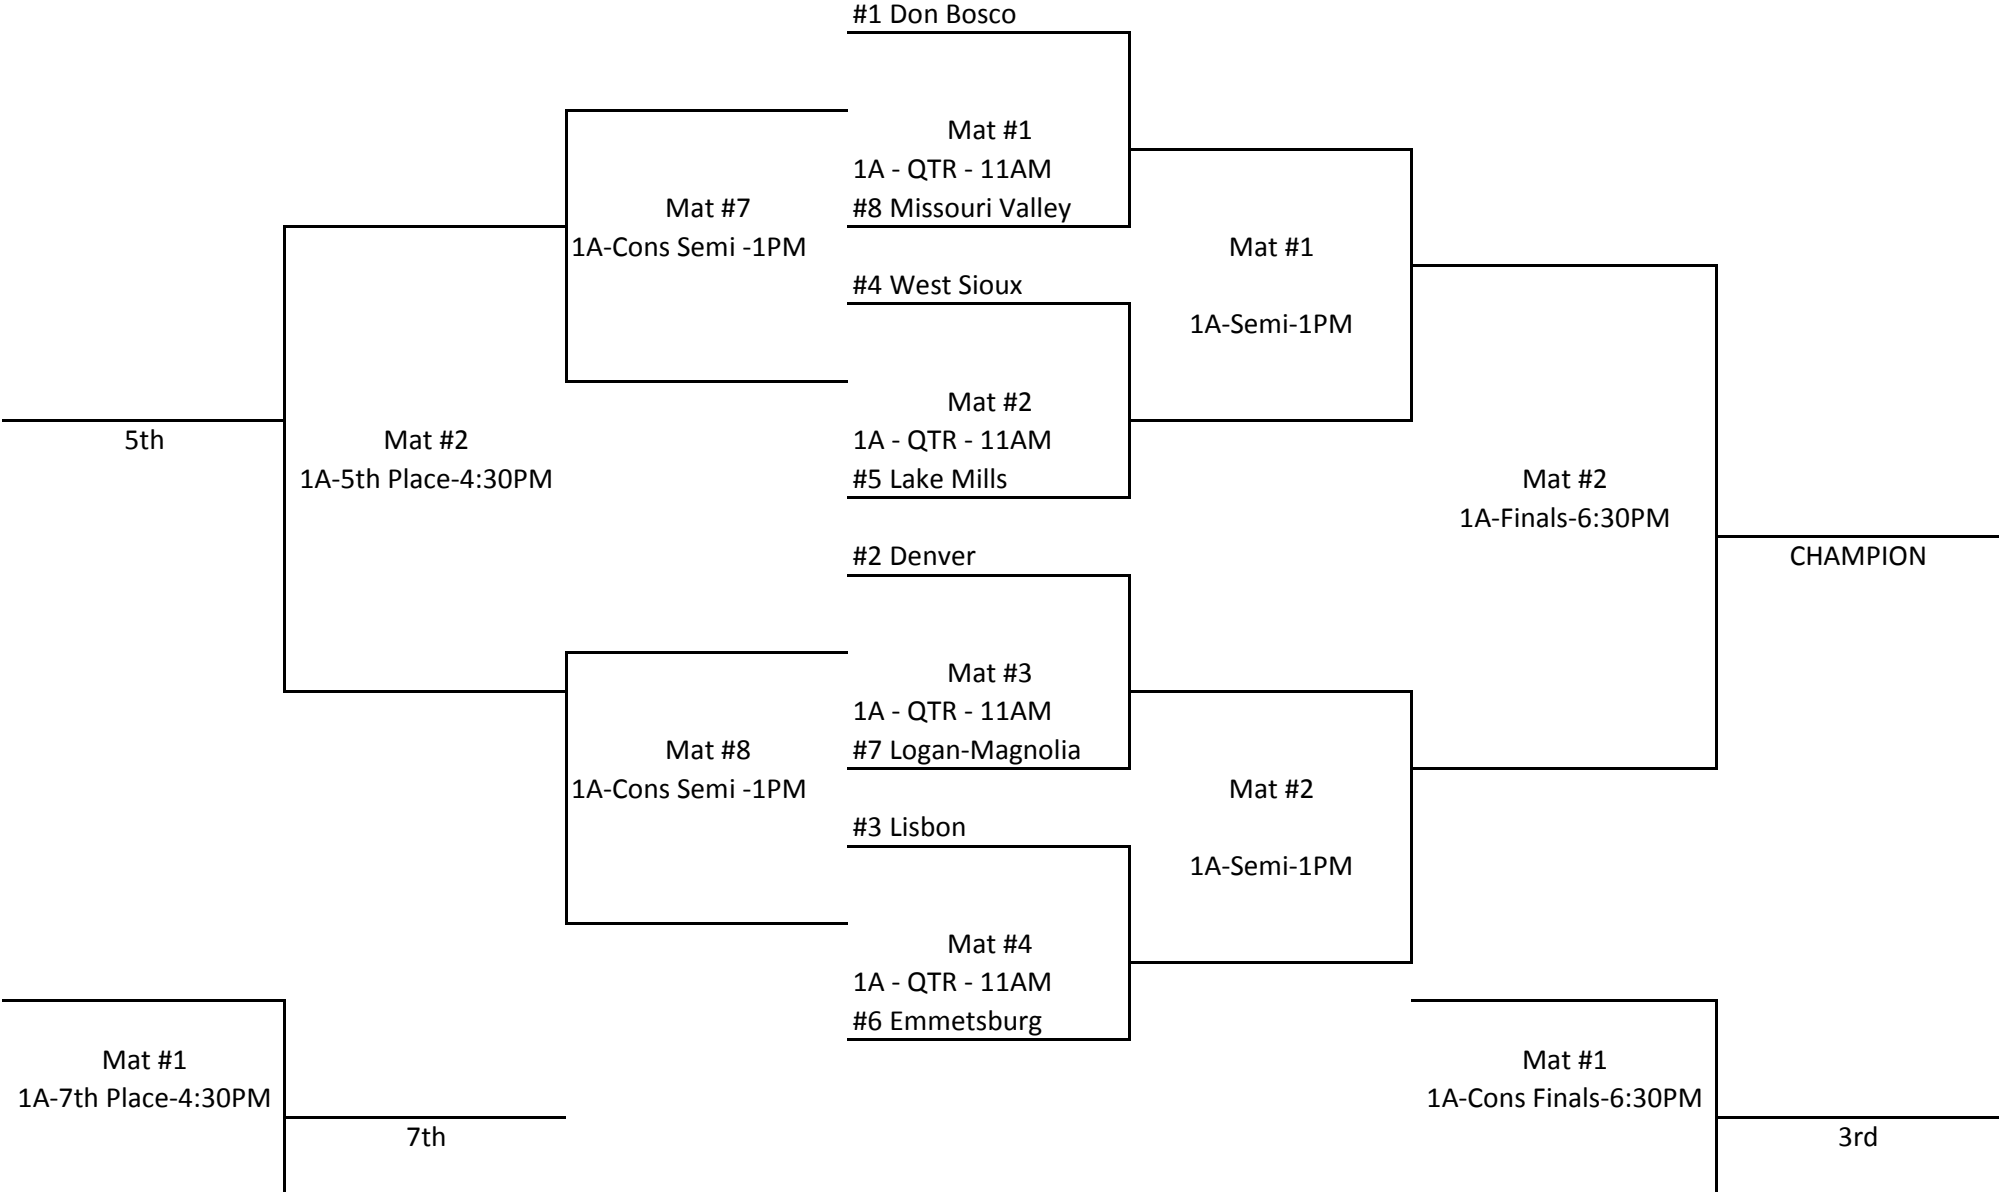 #1 Don Bosco
Mat #1
1A - QTR - 11AM
Mat #7
#8 Missouri Valley
1A-Cons Semi -1PM
Mat #1
#4 West Sioux
1A-Semi-1PM
Mat #2
5th
Mat #2
1A - QTR - 11AM
1A-5th Place-4:30PM
#5 Lake Mills
Mat #2
1A-Finals-6:30PM
#2 Denver
CHAMPION
Mat #3
1A - QTR - 11AM
Mat #8
#7 Logan-Magnolia
1A-Cons Semi -1PM
Mat #2
#3 Lisbon
1A-Semi-1PM
Mat #4
1A - QTR - 11AM
#6 Emmetsburg
Mat #1
Mat #1
1A-7th Place-4:30PM
1A-Cons Finals-6:30PM
7th
3rd